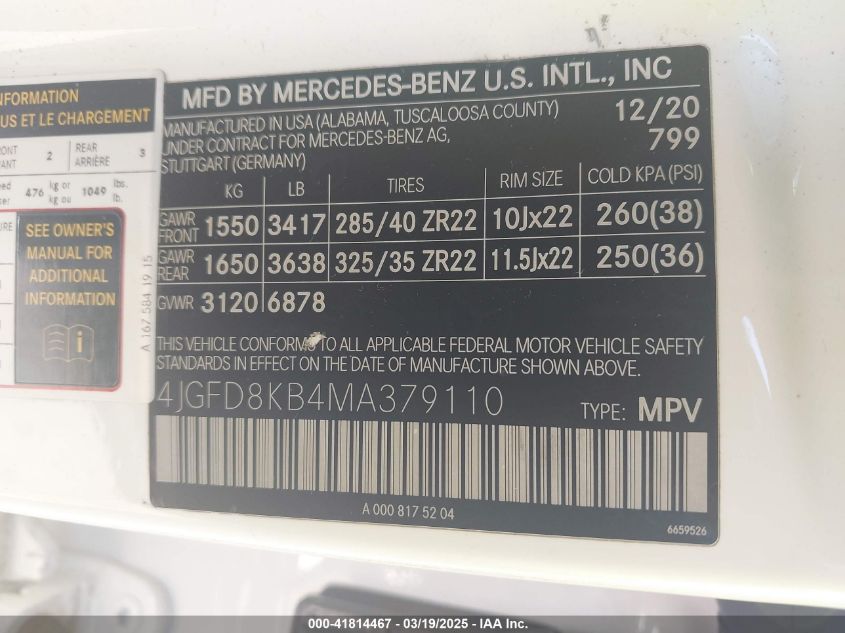 NFORMATION
US ET LE CHARGEMENT
2
REAR
ARRIÈRE
3
476
kg or
kg ou
1049
lbs.
lb.
SEE OWNER'S
MANUAL FOR
ADDITIONAL
INFORMATION
A 167 584 19 15
MFD BY MERCEDES-BENZ U.S. INTL., INC
MANUFACTURED IN USA (ALABAMA, TUSCALOOSA COUNTY)
UNDER CONTRACT FOR MERCEDES-BENZ AG,
STUTTGART (GERMANY)
12/20
799
KG LB TIRES RIM SIZE COLD KPA (PSI)
GAWR FRONT 1550 3417 285/40 ZR22 10Jx22 260(38)
GAWR REAR 1650 3638 325/35 ZR22 11.5Jx22 250(36)
GVWR 3120 6878
THIS VEHICLE CONFORMS TO ALL APPLICABLE FEDERAL MOTOR VEHICLE SAFETY
STANDARDS IN EFFECT ON THE DATE OF MANUFACTURE SHOWN ABOVE.
4JGFD8KB4MA379110
TYPE: MPV
A 000 817 52 04
6659526
000-41814467 - 03/19/2025 - IAA Inc.